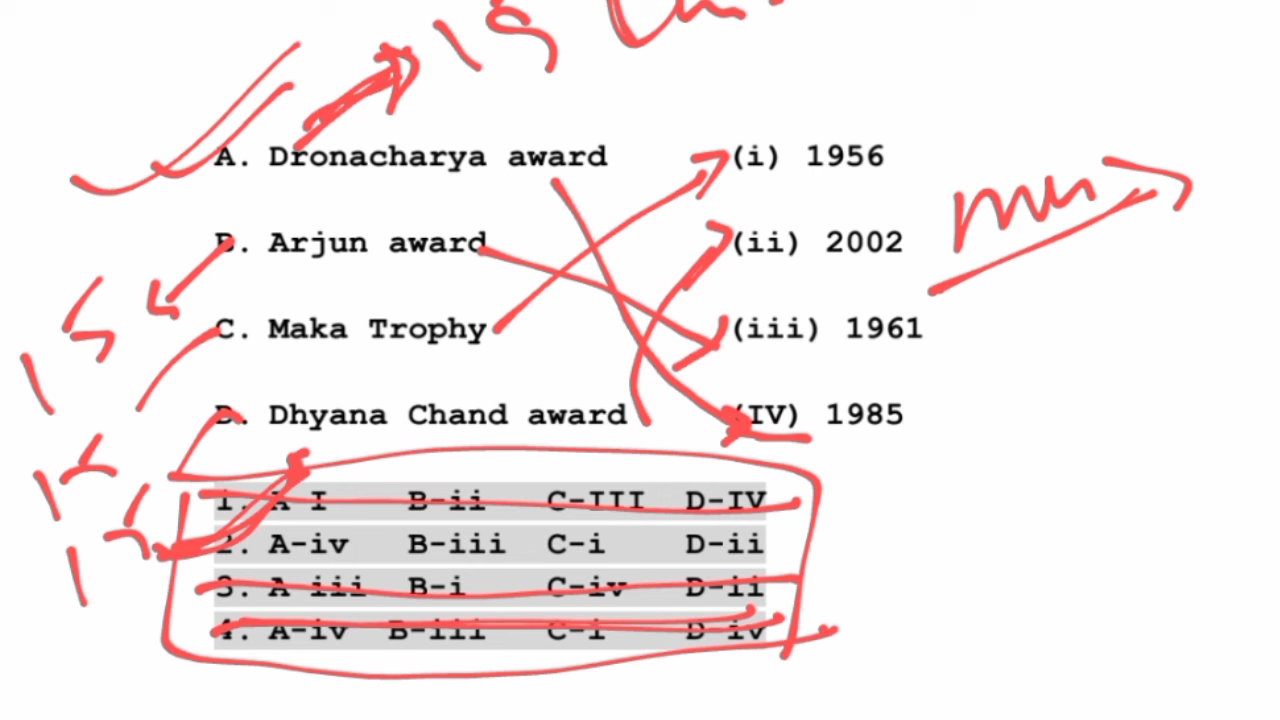 A. Dronacharya award (i) 1956
B. Arjun award (ii) 2002
C. Maka Trophy (iii) 1961
D. Dhyana Chand award (IV) 1985
1. A-I B-ii C-III D-IV
2. A-iv B-iii C-i D-ii
3. A-iii B-i C-iv D-ii
4. A-iv B-iii C-i D-iv